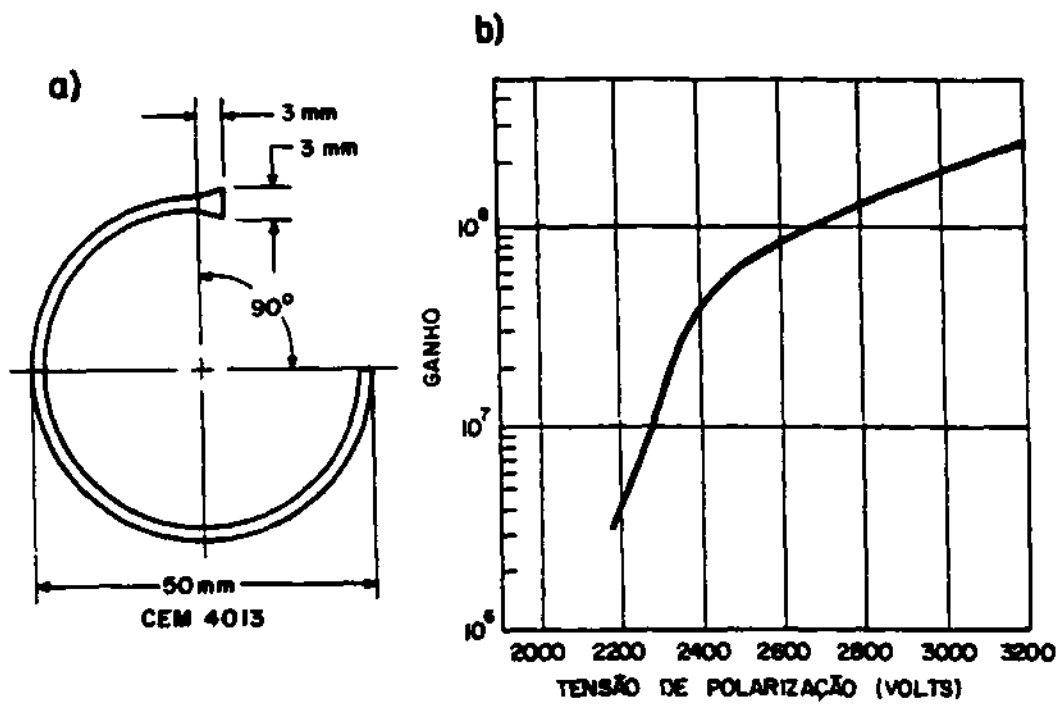 a)
3 mm
3 mm
90°
50 mm
CEM 4013
b)
GANHO
10⁸
10⁷
10⁶
2000 2200 2400 2600 2800 3000 3200
TENSÃO DE POLARIZAÇÃO (VOLTS)